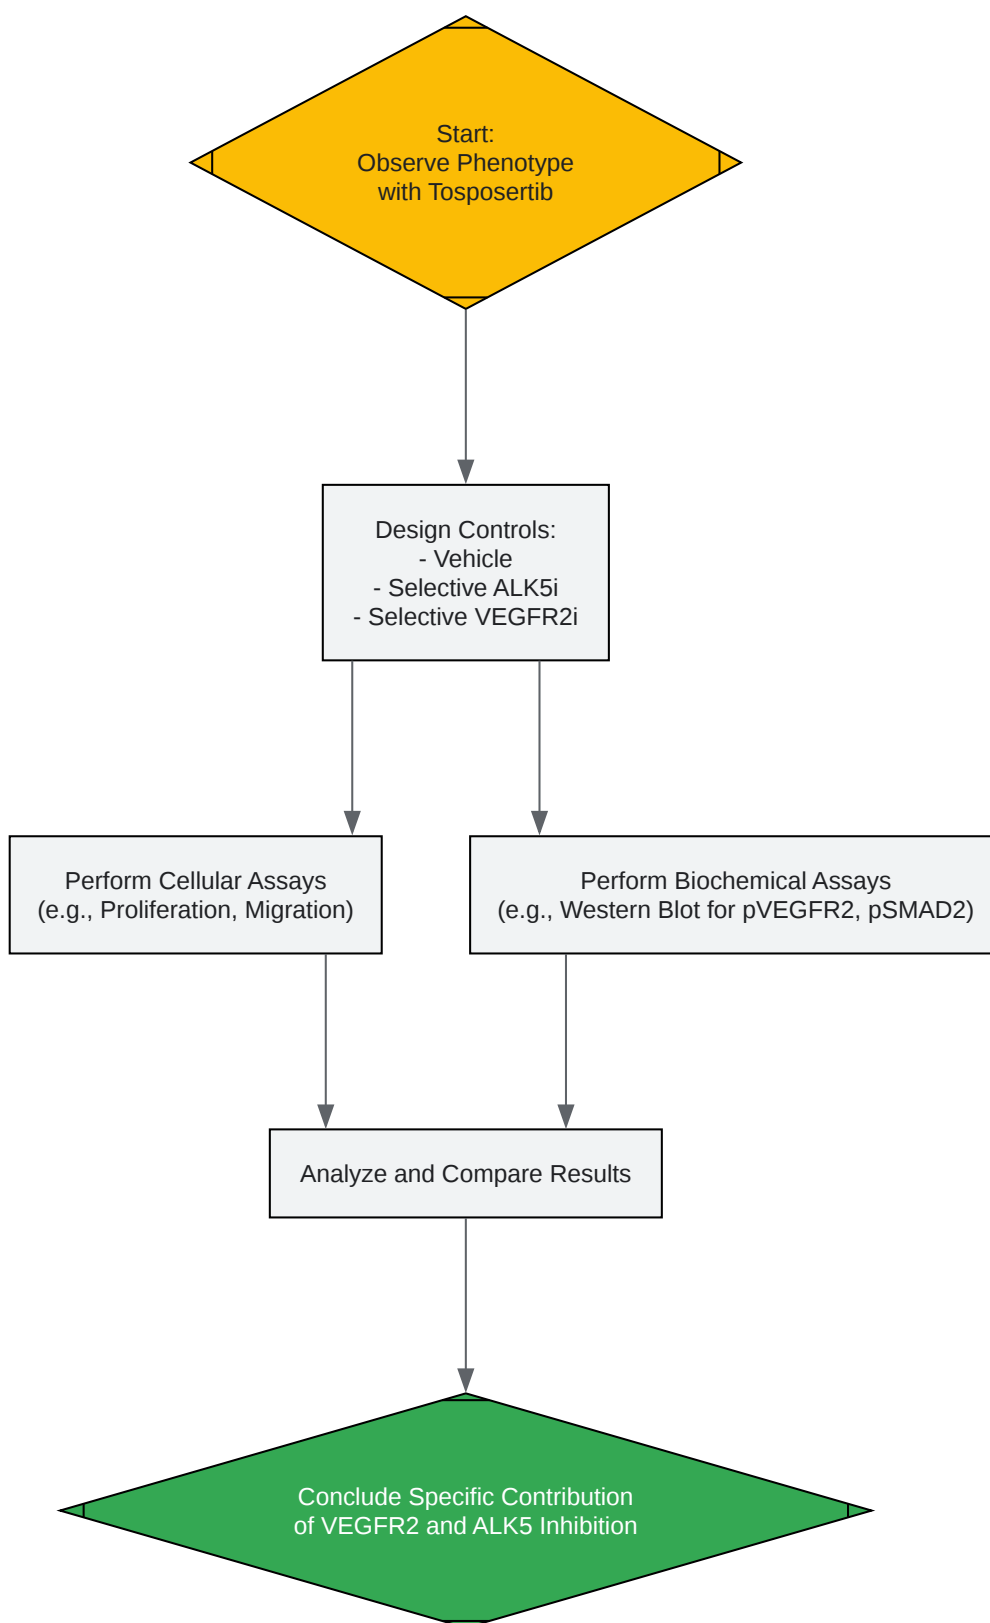 Start:
Observe Phenotype
with Tosposertib
Design Controls:
- Vehicle
- Selective ALK5i
- Selective VEGFR2i
Perform Cellular Assays
(e.g., Proliferation, Migration)
Perform Biochemical Assays
(e.g., Western Blot for pVEGFR2, pSMAD2)
Analyze and Compare Results
Conclude Specific Contribution
of VEGFR2 and ALK5 Inhibition